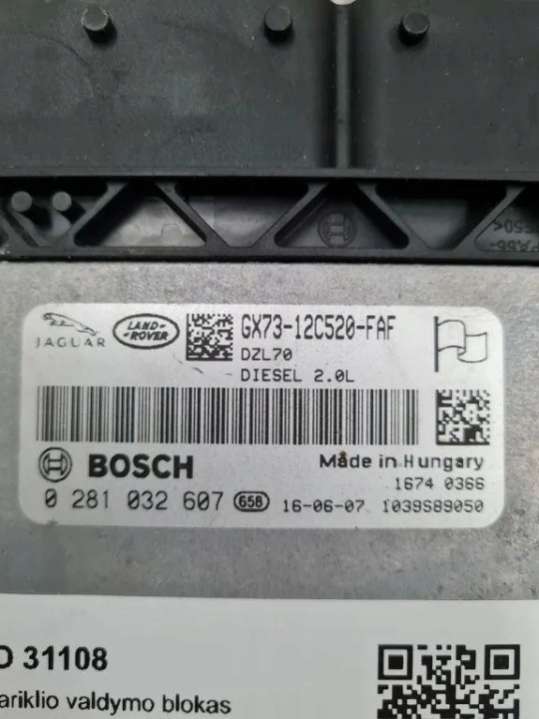 JAGUAR
LAND-
-ROVER
GX73-12C520-FAF
DZL70
DIESEL 2.0L
BOSCH
Made in Hungary
1674 0366
0 281 032 607 658 16-06-07 1039S89050
D 31108
ariklio valdymo blokas